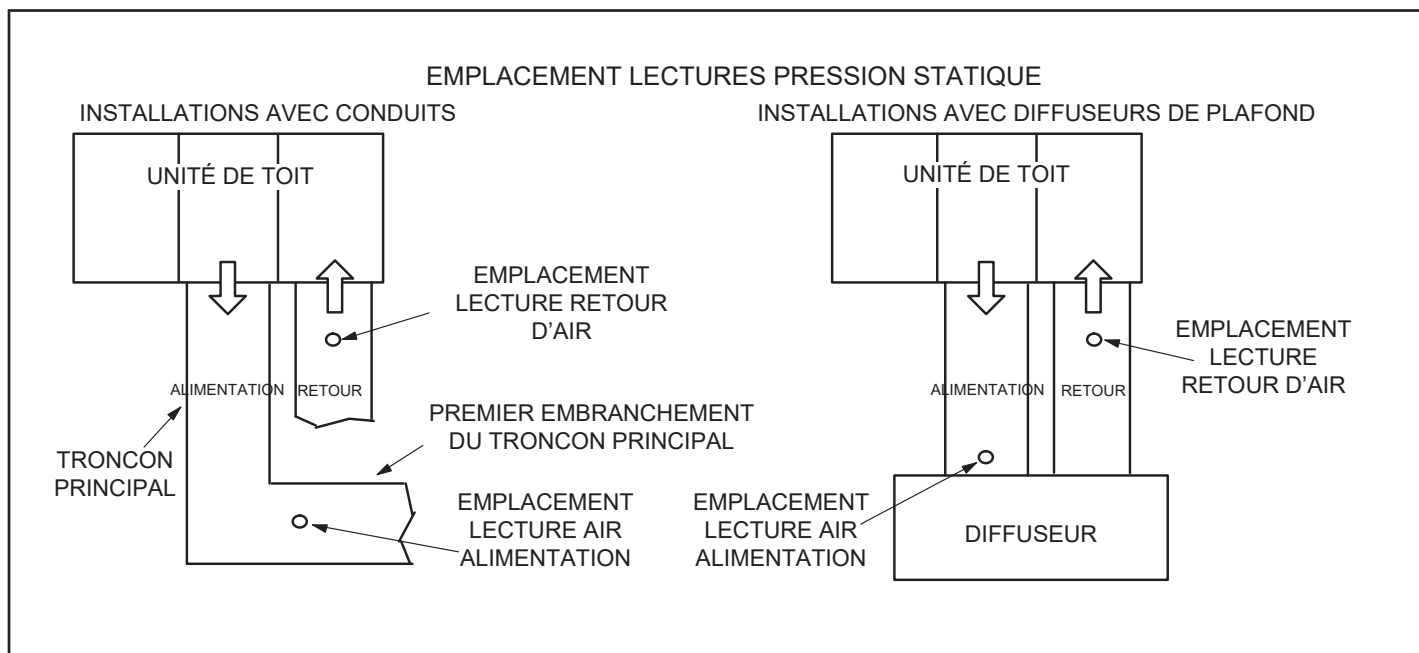 EMPLACEMENT LECTURES PRESSION STATIQUE
INSTALLATIONS AVEC CONDUITS
UNITÉ DE TOIT
EMPLACEMENT
LECTURE RETOUR
D’AIR
ALIMENTATION
RETOUR
PREMIER EMBRANCHEMENT
DU TRONCON PRINCIPAL
TRONCON
PRINCIPAL
EMPLACEMENT
LECTURE AIR
ALIMENTATION
INSTALLATIONS AVEC DIFFUSEURS DE PLAFOND
UNITÉ DE TOIT
EMPLACEMENT
LECTURE
RETOUR D’AIR
ALIMENTATION
RETOUR
EMPLACEMENT
LECTURE AIR
ALIMENTATION
DIFFUSEUR